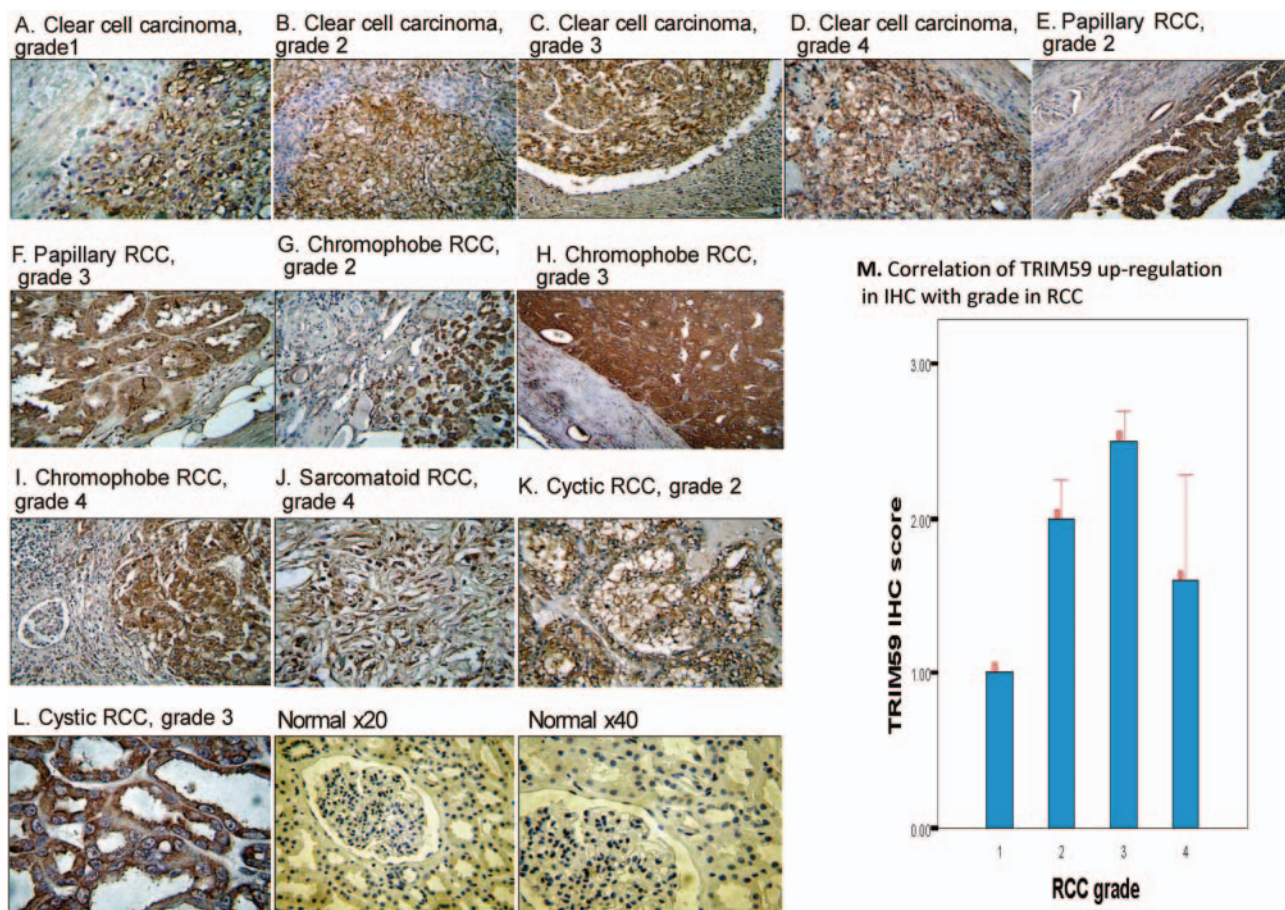 A. Clear cell carcinoma,
grade1
B. Clear cell carcinoma,
grade 2
C. Clear cell carcinoma,
grade 3
D. Clear cell carcinoma,
grade 4
E. Papillary RCC,
grade 2
F. Papillary RCC,
grade 3
G. Chromophobe RCC,
grade 2
H. Chromophobe RCC,
grade 3
I. Chromophobe RCC,
grade 4
J. Sarcomatoid RCC,
grade 4
K. Cyctic RCC, grade 2
L. Cystic RCC, grade 3
Normal x20
Normal x40
M. Correlation of TRIM59 up-regulation
in IHC with grade in RCC
TRIM59 IHC score
3.00
2.00
1.00
0.00
1 2 3 4
RCC grade